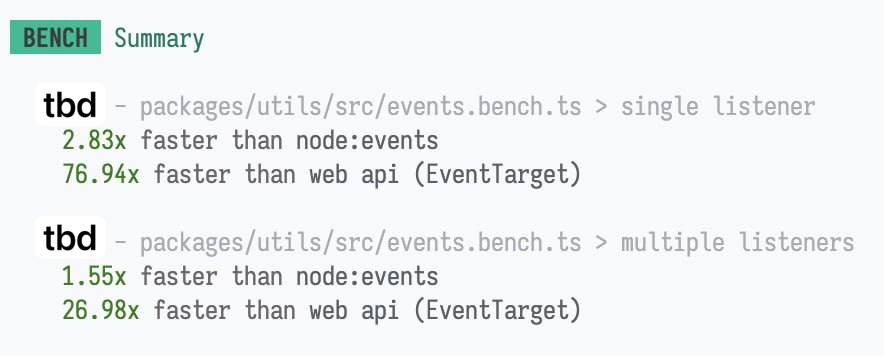 BENCH Summary
tbd - packages/utils/src/events.bench.ts > single listener
2.83x faster than node:events
76.94x faster than web api (EventTarget)
tbd - packages/utils/src/events.bench.ts > multiple listeners
1.55x faster than node:events
26.98x faster than web api (EventTarget)